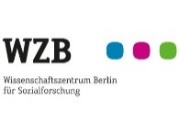 WZB
Wissenschaftszentrum Berlin
für Sozialforschung